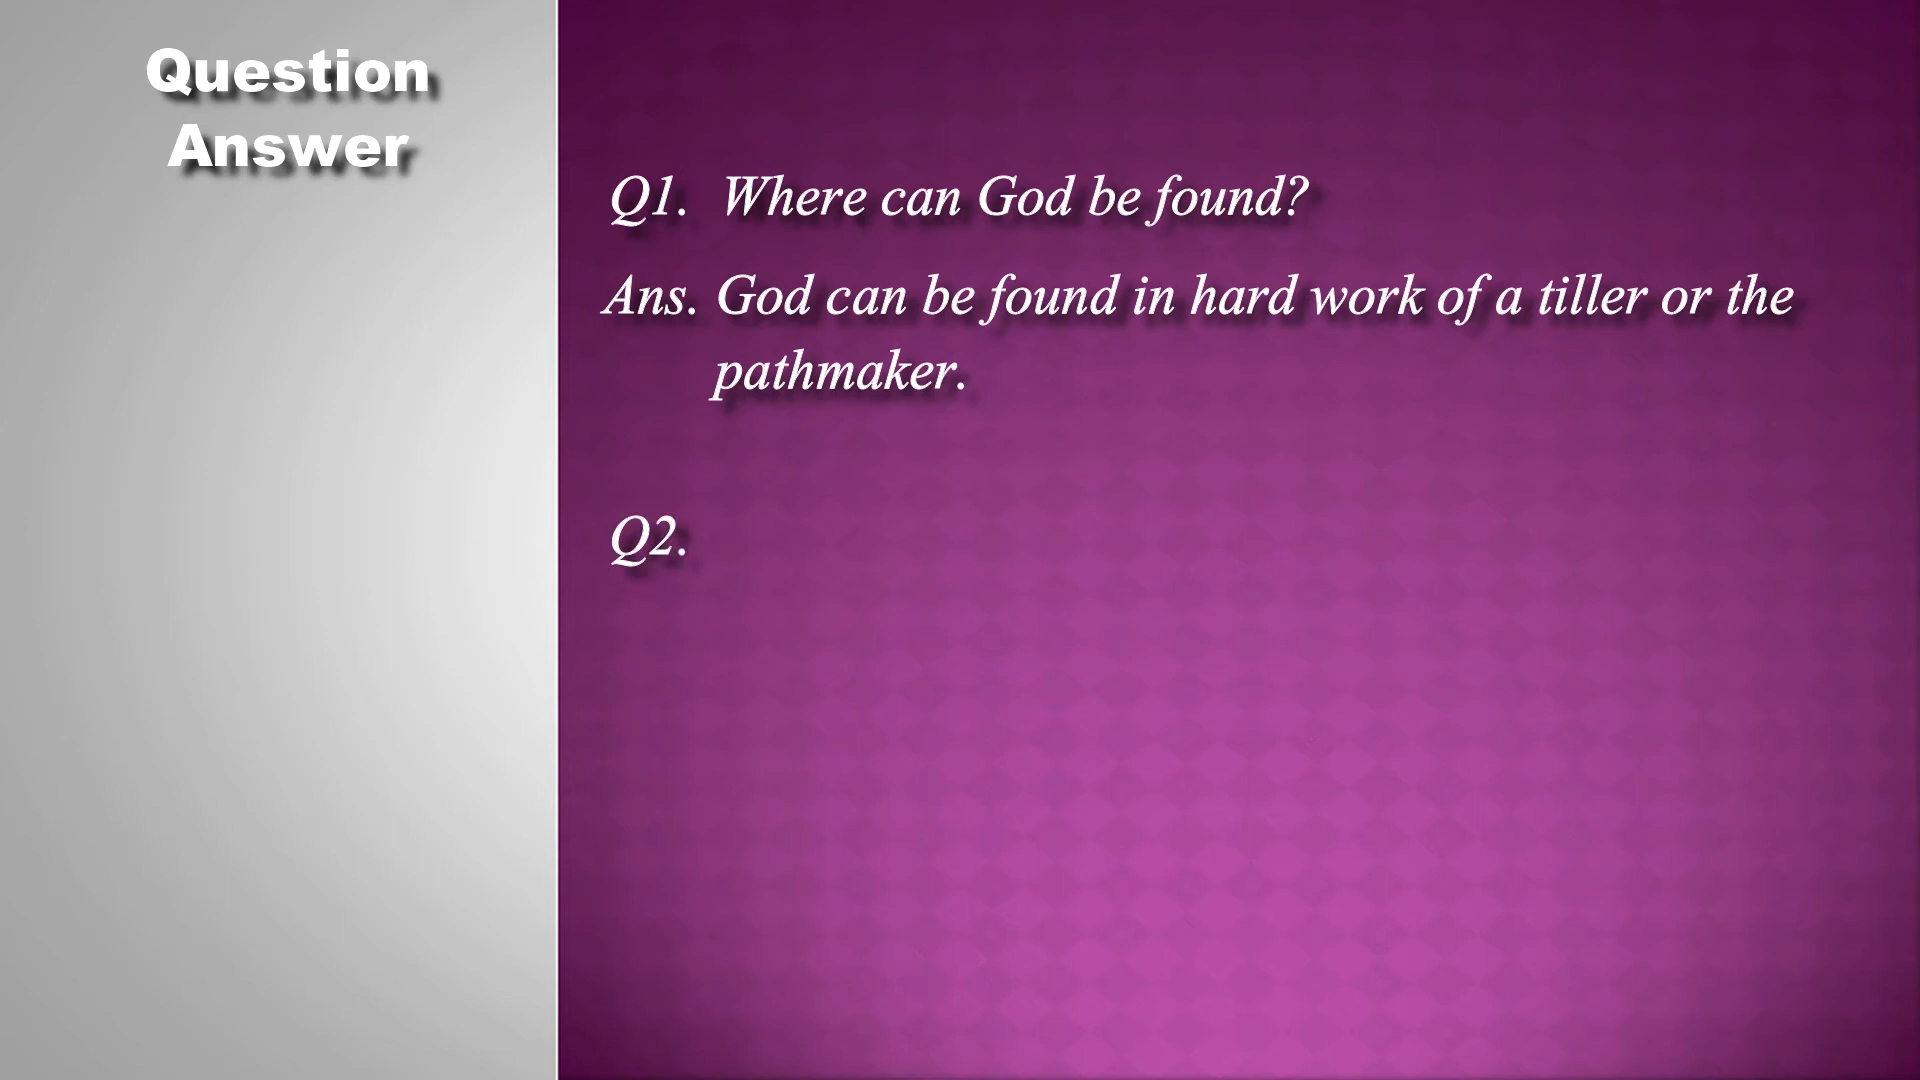 Question
Answer
Q1. Where can God be found?
Ans. God can be found in hard work of a tiller or the
pathmaker.
Q2.